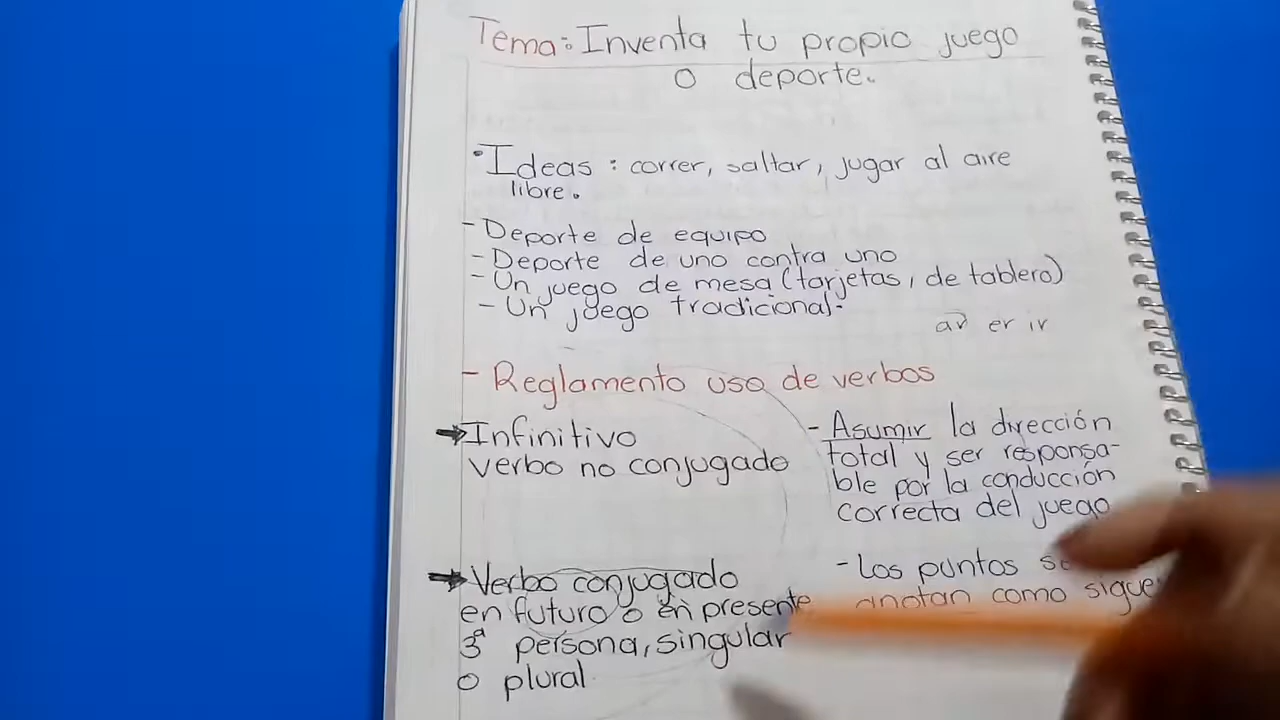 Tema: Inventa tu propio juego
o deporte.
•Ideas: correr, saltar, jugar al aire
libre.
- Deporte de equipo
- Deporte de uno contra uno
- Un juego de mesa (tarjetas, de tablero)
- Un juego tradicional.
ar er ir
- Reglamento uso de verbos
➡Infinitivo
verbo no conjugado
- Asumir la dirección
total y ser responsa-
ble por la conducción
correcta del juego
➡Verbo conjugado
en futuro o en presente
3ª persona, singular
o plural
- Los puntos
anotan como sigue